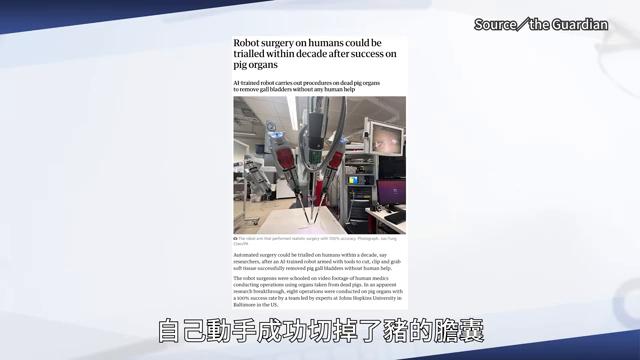 Source／the Guardian
Robot surgery on humans could be
trialled within decade after success on
pig organs
AI-trained robot carries out procedures on dead pig organs
to remove gall bladders without any human help
The robot arm that performed realistic surgery with 100% accuracy. Photograph: Juo-Tung
Chen/PA
Automated surgery could be trialled on humans within a decade, say
researchers, after an AI-trained robot armed with tools to cut, clip and grab
soft tissue successfully removed pig gall bladders without human help.
The robot surgeons were schooled on video footage of human medics
conducting operations using organs taken from dead pigs. In an apparent
research breakthrough, eight operations were conducted on pig organs with
a 100% success rate by a team led by experts at Johns Hopkins University in
Baltimore in the US.
自己動手成功切掉了豬的膽囊